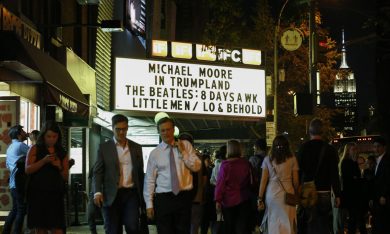 IFC
MICHAEL MOORE
IN TRUMPLAND
THE BEATLES: 8 DAYS A WK
LITTLE MEN / LO & BEHOLD